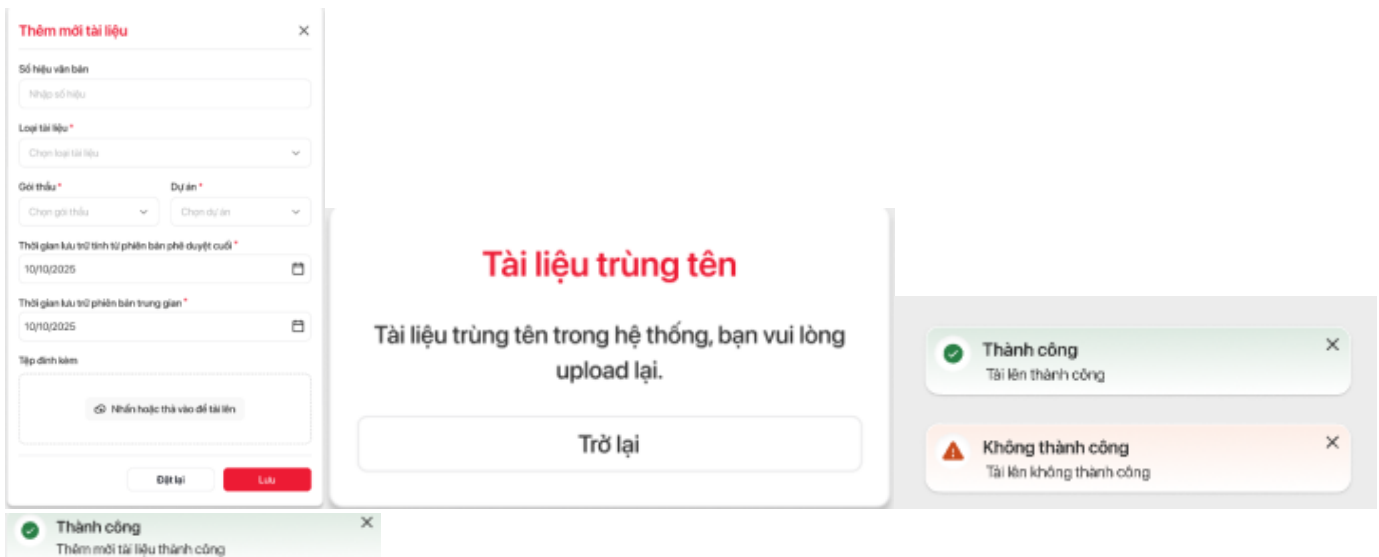 Thêm mới tài liệu
Số hiệu văn bản
Nhập số hiệu
Loại tài liệu *
Chọn loại tài liệu
Gói thầu * Dự án *
Chọn gói thầu Chọn dự án
Thời gian lưu trữ tính từ phiên bản phê duyệt cuối *
10/10/2025
Thời gian lưu trữ phiên bản trung gian *
10/10/2025
Tệp đính kèm
Nhấn hoặc thả vào để tải lên
Đặt lại Lưu
Tài liệu trùng tên
Tài liệu trùng tên trong hệ thống, bạn vui lòng
upload lại.
Trở lại
Thành công
Tải lên thành công
Không thành công
Tải lên không thành công
Thành công
Thêm mới tài liệu thành công